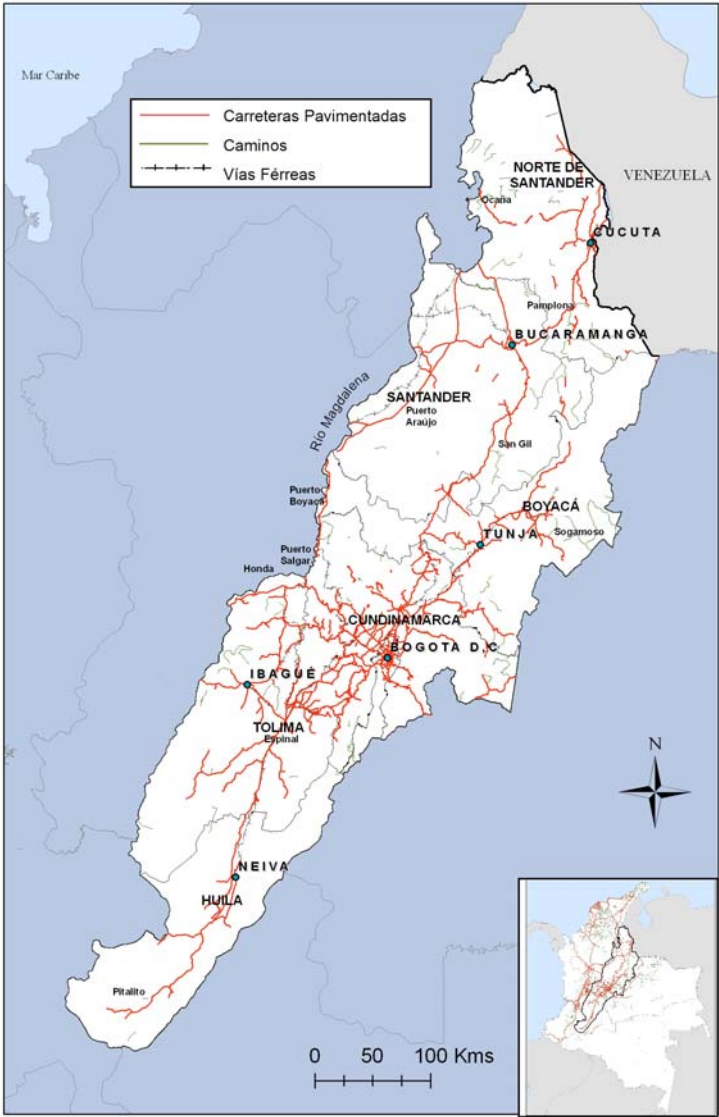 Mar Caribe
Carreteras Pavimentadas
Caminos
Vías Férreas
NORTE DE
SANTANDER
VENEZUELA
Ocaña
CUCUTA
Pamplona
BUCARAMANGA
Río Magdalena
SANTANDER
Puerto
Araújo
San Gil
Puerto
Boyacá
BOYACÁ
TUNJA
Sogamoso
Puerto
Salgar
Honda
CUNDINAMARCA
BOGOTA D.C
IBAGUÉ
TOLIMA
Espinal
N
NEIVA
HUILA
Pitalito
0 50 100 Kms